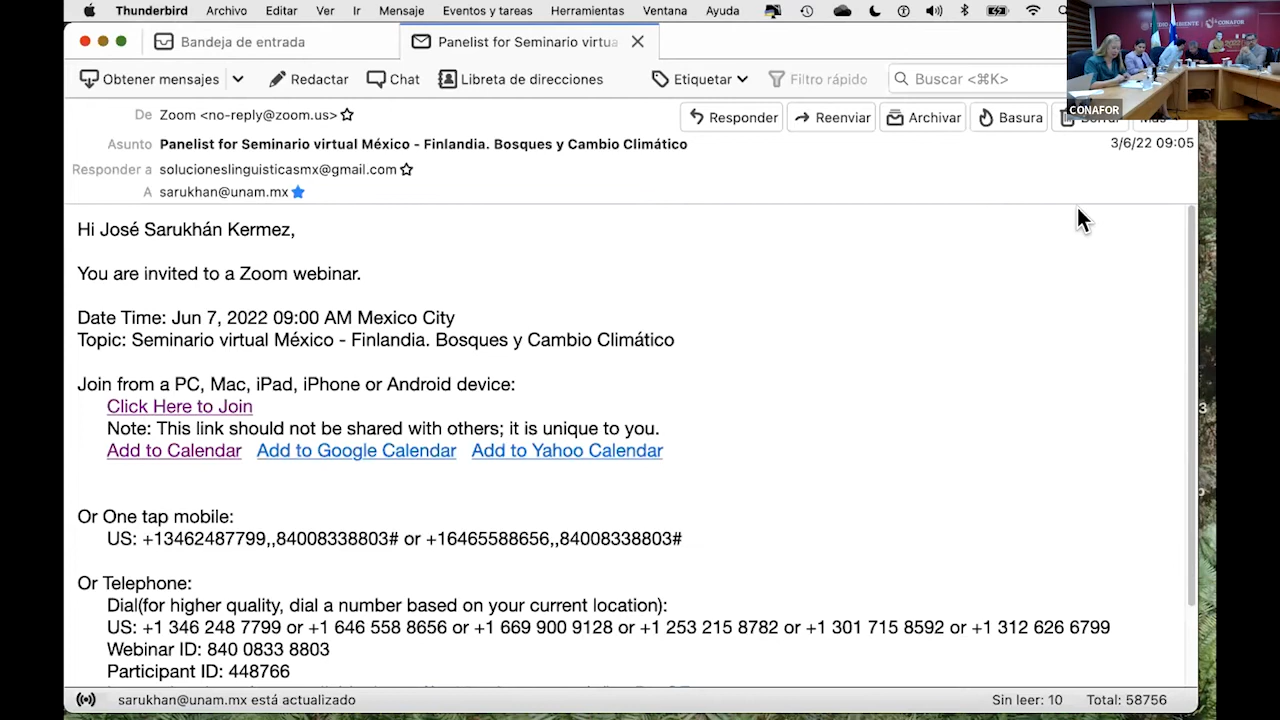 Thunderbird Archivo Editar Ver Ir Mensaje Eventos y tareas Herramientas Ventana Ayuda
Bandeja de entrada
Panelist for Seminario virtua
Obtener mensajes Redactar Chat Libreta de direcciones Etiquetar Filtro rápido Buscar <⌘K>
MEDIO AMBIENTE CONAFOR
CONAFOR
De Zoom <no-reply@zoom.us>
Responder Reenviar Archivar Basura Borrar Más
Asunto Panelist for Seminario virtual México - Finlandia. Bosques y Cambio Climático 3/6/22 09:05
Responder a solucioneslinguisticasmx@gmail.com
A sarukhan@unam.mx
Hi José Sarukhán Kermez,
You are invited to a Zoom webinar.
Date Time: Jun 7, 2022 09:00 AM Mexico City
Topic: Seminario virtual México - Finlandia. Bosques y Cambio Climático
Join from a PC, Mac, iPad, iPhone or Android device:
Click Here to Join
Note: This link should not be shared with others; it is unique to you.
Add to Calendar Add to Google Calendar Add to Yahoo Calendar
Or One tap mobile:
US: +13462487799,,84008338803# or +16465588656,,84008338803#
Or Telephone:
Dial(for higher quality, dial a number based on your current location):
US: +1 346 248 7799 or +1 646 558 8656 or +1 669 900 9128 or +1 253 215 8782 or +1 301 715 8592 or +1 312 626 6799
Webinar ID: 840 0833 8803
Participant ID: 448766
sarukhan@unam.mx está actualizado Sin leer: 10 Total: 58756